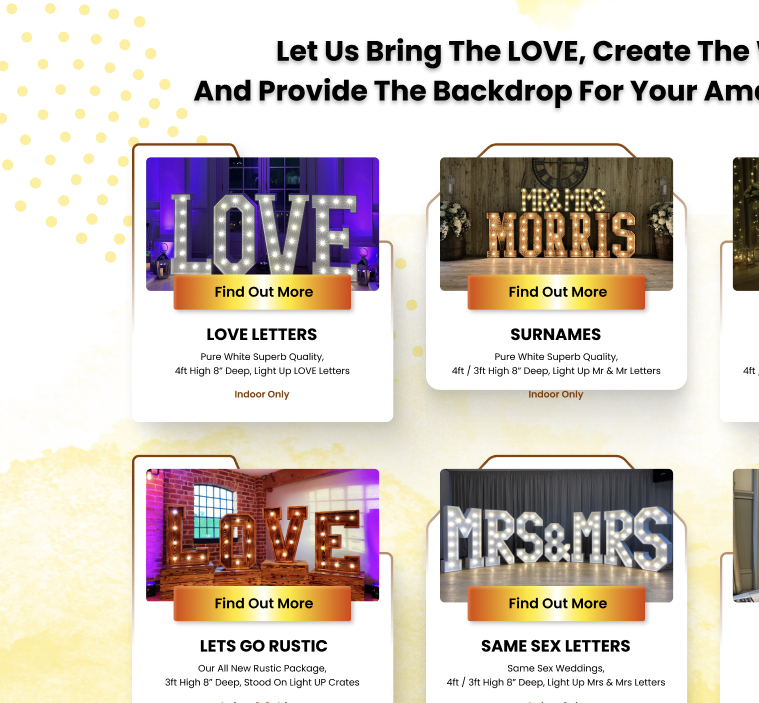 Let Us Bring The LOVE, Create The
And Provide The Backdrop For Your
LOVE
Find Out More
LOVE LETTERS
Pure White Superb Quality,
4ft High 8” Deep, Light Up LOVE Letters
Indoor Only
MR& MRS
MORRIS
Find Out More
SURNAMES
Pure White Superb Quality,
4ft / 3ft High 8” Deep, Light Up Mr & Mr Letters
Indoor Only
4ft /
LOVE
Find Out More
LETS GO RUSTIC
Our All New Rustic Package,
3ft High 8” Deep, Stood On Light UP Crates
MRS&MRS
Find Out More
SAME SEX LETTERS
Same Sex Weddings,
4ft / 3ft High 8” Deep, Light Up Mrs & Mrs Letters